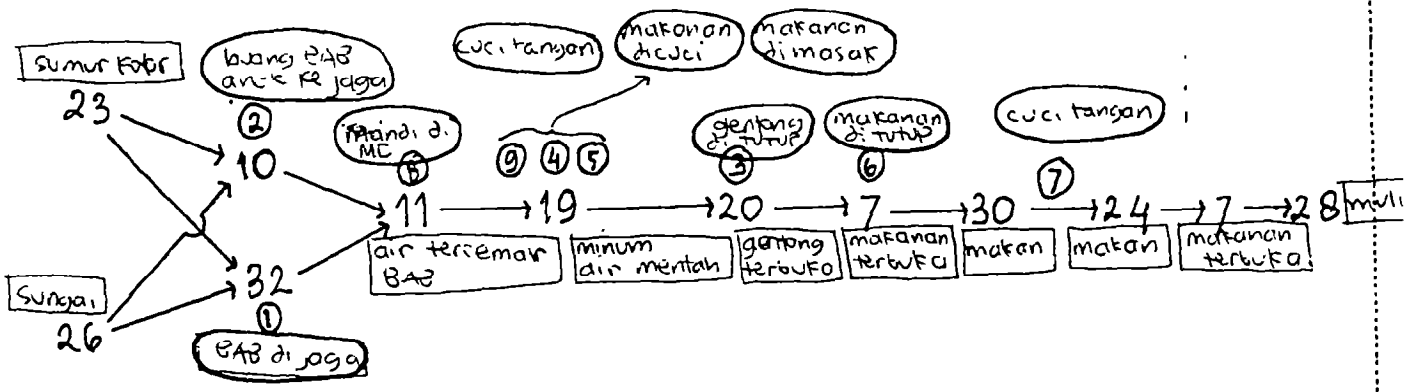 sumur kotor
23
buang BAB
anak ke jaga
②
10
Sungai
26
32
①
BAB di jaga
mandi di
MC
⑧
11
air tercemar
BAB
cuci tangan
makanan
dicuci
makanan
dimasak
⑨ ④ ⑤
19
minum
air mentah
gentong
di tutup
③
20
gentong
terbuka
makanan
di tutup
⑥
7
makanan
terbuka
30
makan
cuci tangan
⑦
24
makan
7
makanan
terbuka
28